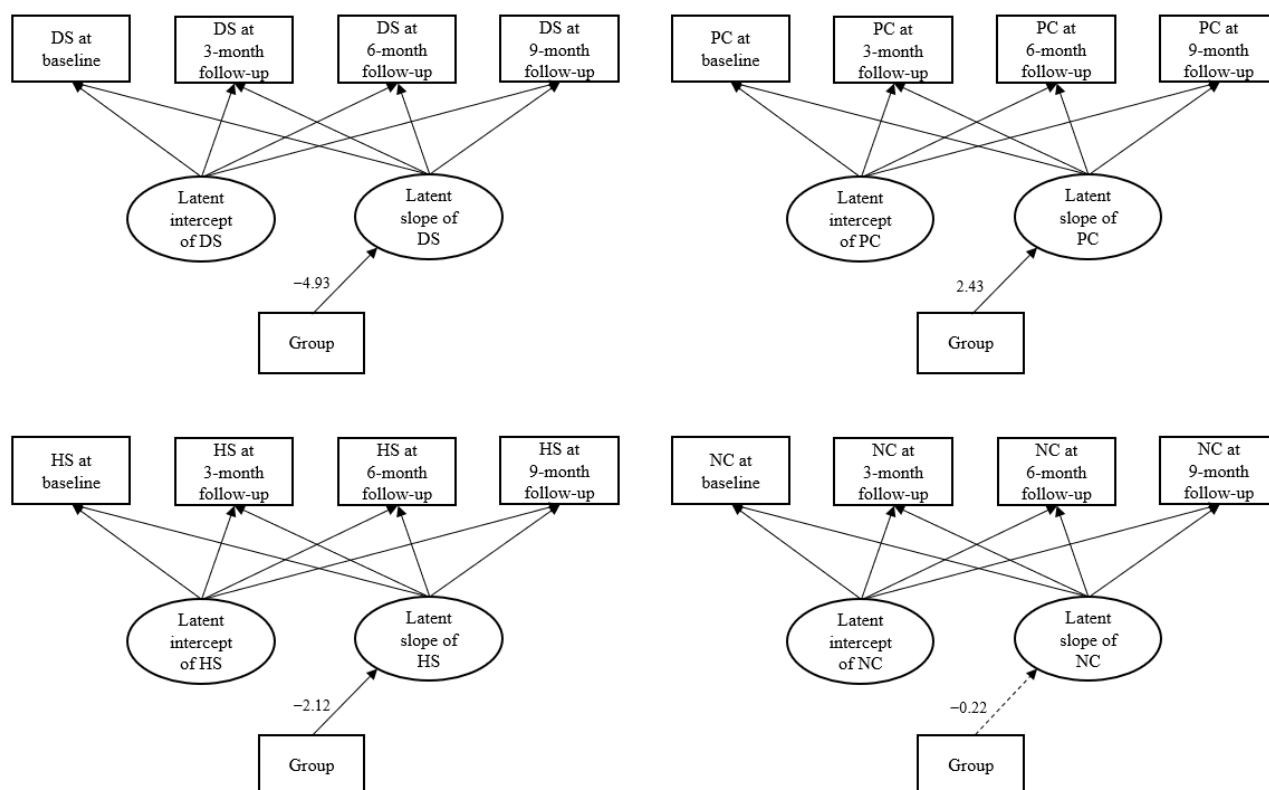 DS at
baseline
DS at
3-month
follow-up
DS at
6-month
follow-up
DS at
9-month
follow-up
Latent
intercept
of DS
Latent
slope of
DS
−4.93
Group
PC at
baseline
PC at
3-month
follow-up
PC at
6-month
follow-up
PC at
9-month
follow-up
Latent
intercept
of PC
Latent
slope of
PC
2.43
Group
HS at
baseline
HS at
3-month
follow-up
HS at
6-month
follow-up
HS at
9-month
follow-up
Latent
intercept
of HS
Latent
slope of
HS
−2.12
Group
NC at
baseline
NC at
3-month
follow-up
NC at
6-month
follow-up
NC at
9-month
follow-up
Latent
intercept
of NC
Latent
slope of
NC
−0.22
Group